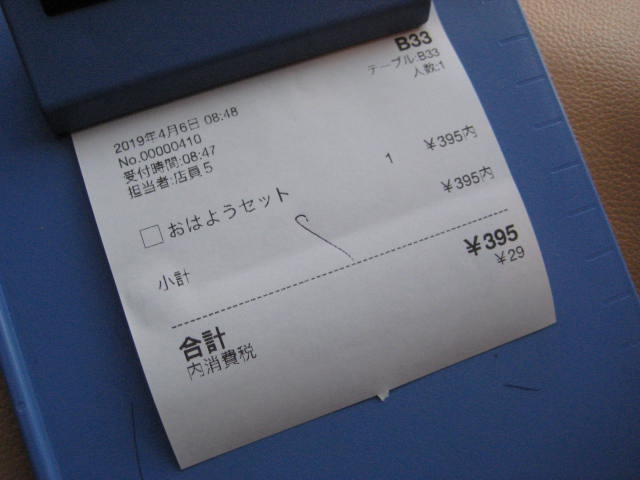 B33
テーブル:B33
人数:1
2019年4月6日 08:48
No.00000410
受付時間:08:47
担当者:店員5
□ おはようセット 1 ¥395内
小計 ¥395内
合計 ¥395
内消費税 ¥29